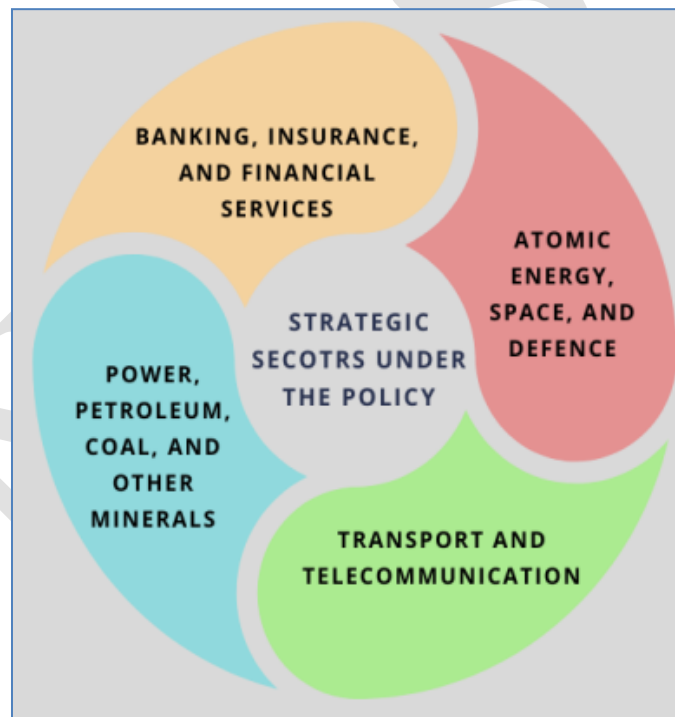 BANKING, INSURANCE,
AND FINANCIAL
SERVICES
ATOMIC
ENERGY,
SPACE, AND
DEFENCE
STRATEGIC
SECOTRS UNDER
THE POLICY
POWER,
PETROLEUM,
COAL, AND
OTHER
MINERALS
TRANSPORT AND
TELECOMMUNICATION